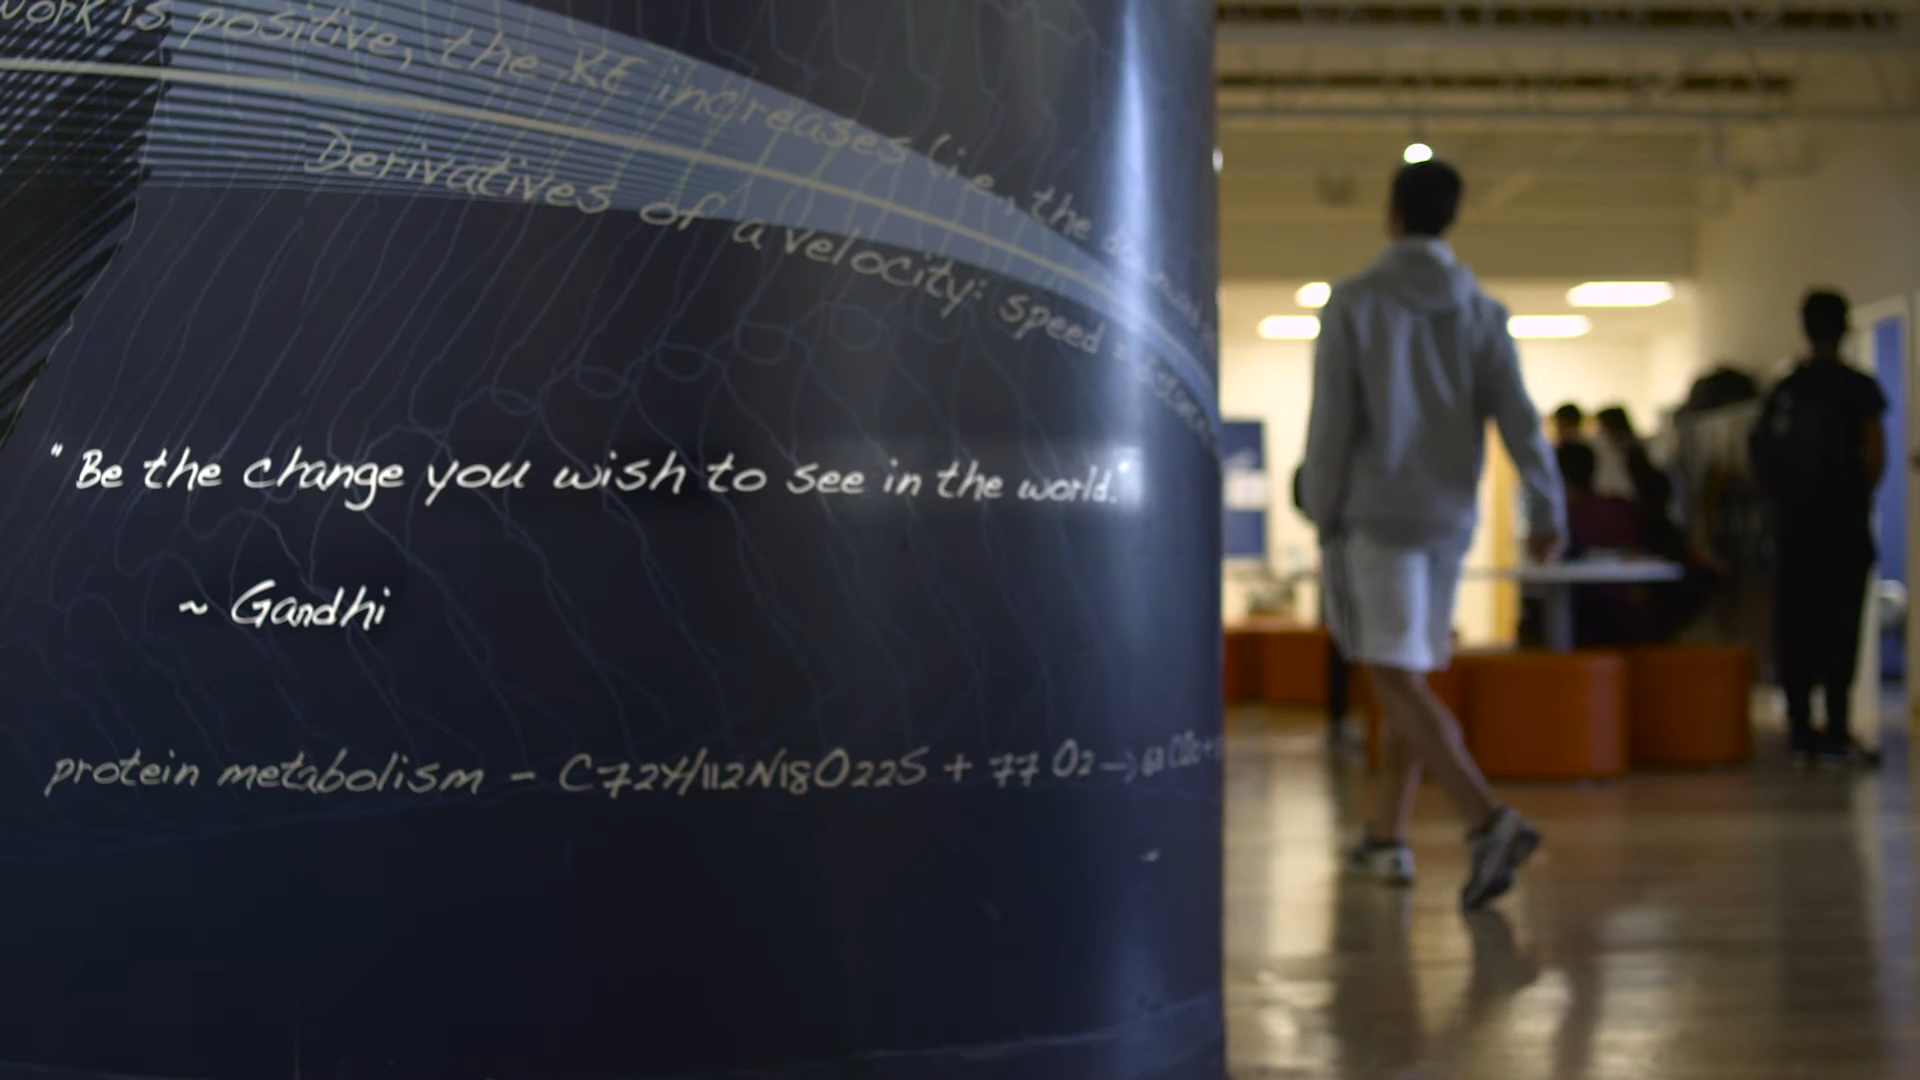 work is positive, the KE increases (i.e., the
Derivatives of a velocity: speed =
"Be the change you wish to see in the world."
~ Gandhi
protein metabolism - C72H112N18O22S + 77 O2 →